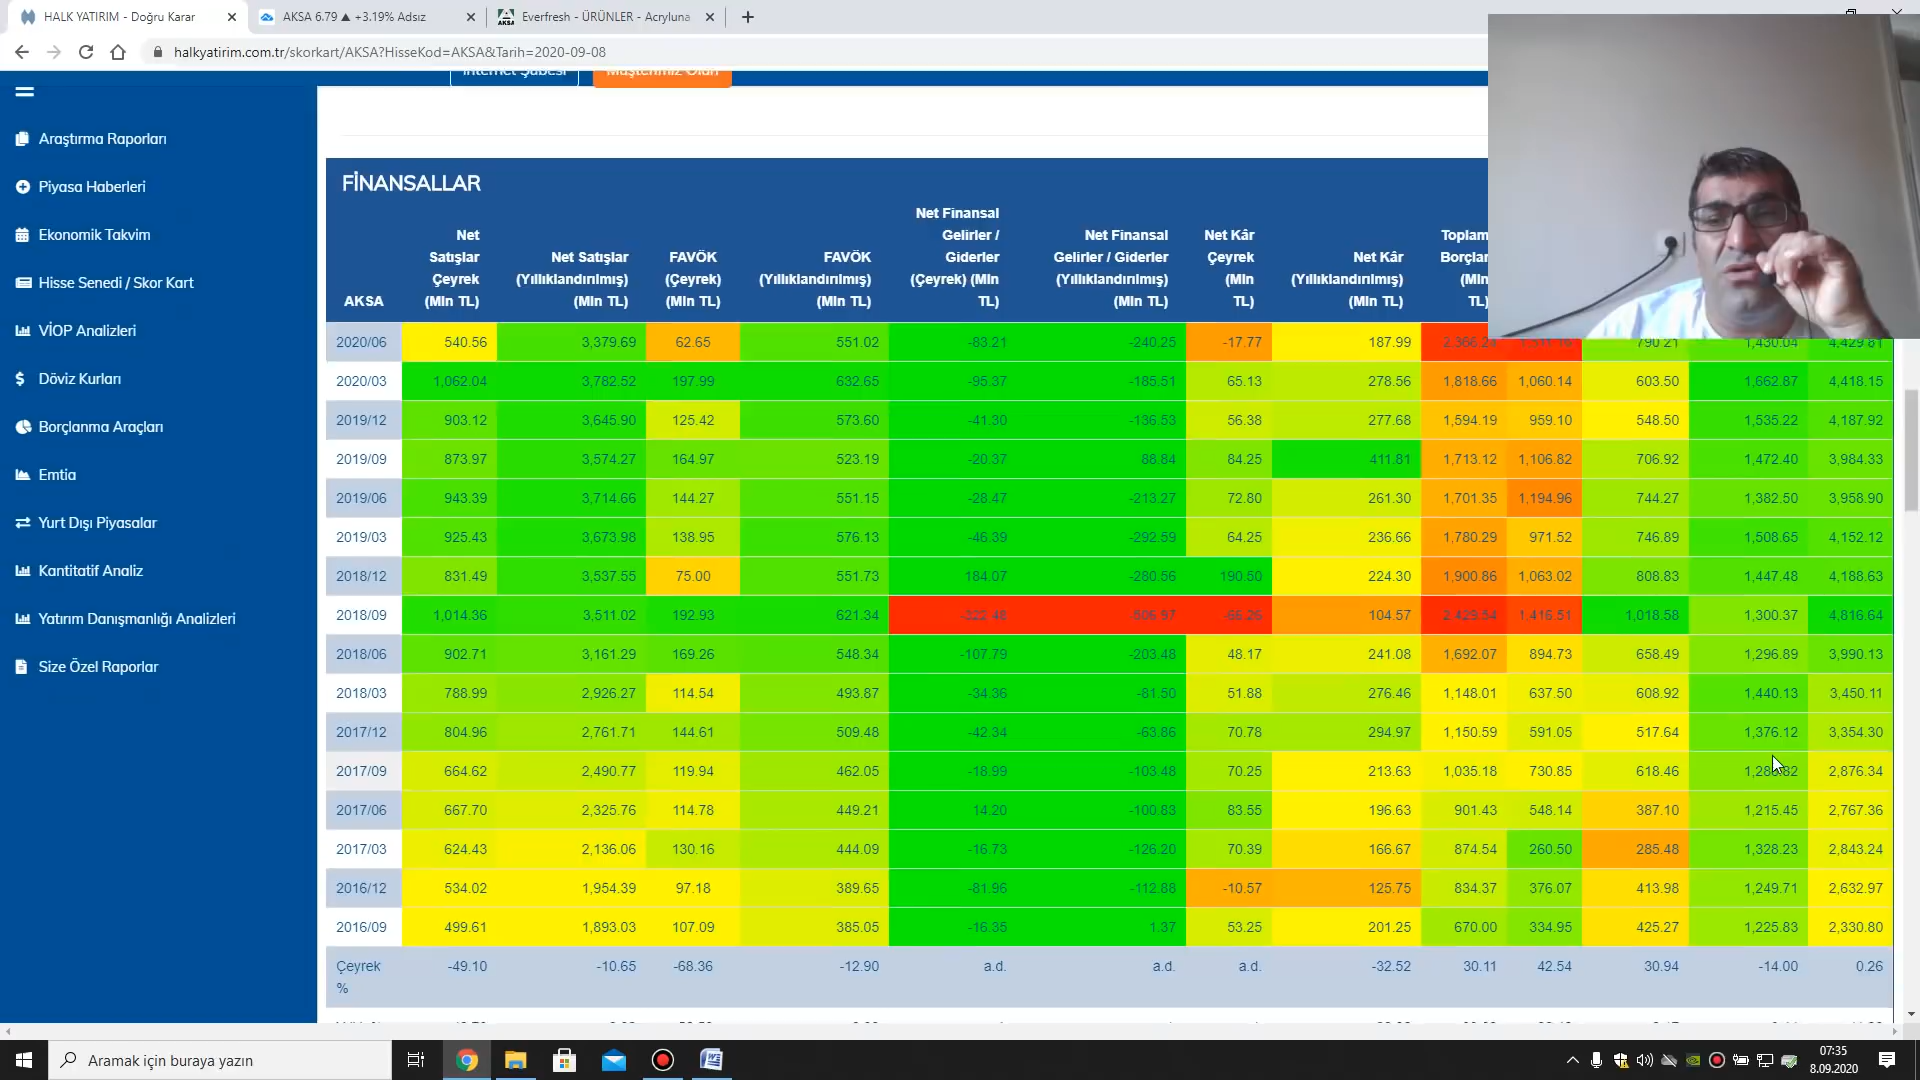 HALK YATIRIM - Doğru Karar
AKSA 6.79 ▲ +3.19% Adsız
Everfresh - ÜRÜNLER - Acryluna
halkyatirim.com.tr/skorkart/AKSA?HisseKod=AKSA&Tarih=2020-09-08
İnternet Şubesi
Müşterimiz Olun
Araştırma Raporları
Piyasa Haberleri
Ekonomik Takvim
Hisse Senedi / Skor Kart
VİOP Analizleri
Döviz Kurları
Borçlanma Araçları
Emtia
Yurt Dışı Piyasalar
Kantitatif Analiz
Yatırım Danışmanlığı Analizleri
Size Özel Raporlar
FİNANSALLAR
AKSA
Net Satışlar Çeyrek (Mln TL)
Net Satışlar (Yıllıklandırılmış) (Mln TL)
FAVÖK (Çeyrek) (Mln TL)
FAVÖK (Yıllıklandırılmış) (Mln TL)
Net Finansal Gelirler / Giderler (Çeyrek) (Mln TL)
Net Finansal Gelirler / Giderler (Yıllıklandırılmış) (Mln TL)
Net Kâr Çeyrek (Mln TL)
Net Kâr (Yıllıklandırılmış) (Mln TL)
Toplam
2020/06 540.56 3,379.69 62.65 551.02 -83.21 -240.25 -17.77 187.99 790.21 1,430.04 4,429.81
2020/03 1,062.04 3,782.52 197.99 632.65 -95.37 -185.51 65.13 278.56 1,818.66 1,060.14 603.50 1,662.87 4,418.15
2019/12 903.12 3,645.90 125.42 573.60 -41.30 -136.53 56.38 277.68 1,594.19 959.10 548.50 1,535.22 4,187.92
2019/09 873.97 3,574.27 164.97 523.19 -20.37 88.84 84.25 411.81 1,713.12 1,106.82 706.92 1,472.40 3,984.33
2019/06 943.39 3,714.66 144.27 551.15 -28.47 -213.27 72.80 261.30 1,701.35 1,194.96 744.27 1,382.50 3,958.90
2019/03 925.43 3,673.98 138.95 576.13 -46.39 -292.59 64.25 236.66 1,780.29 971.52 746.89 1,508.65 4,152.12
2018/12 831.49 3,537.55 75.00 551.73 184.07 -280.56 190.50 224.30 1,900.86 1,063.02 808.83 1,447.48 4,188.63
2018/09 1,014.36 3,511.02 192.93 621.34 -322.48 -506.97 -66.26 104.57 2,429.54 1,416.51 1,018.58 1,300.37 4,816.64
2018/06 902.71 3,161.29 169.26 548.34 -107.79 -203.48 48.17 241.08 1,692.07 894.73 658.49 1,296.89 3,990.13
2018/03 788.99 2,926.27 114.54 493.87 -34.36 -81.50 51.88 276.46 1,148.01 637.50 608.92 1,440.13 3,450.11
2017/12 804.96 2,761.71 144.61 509.48 -42.34 -63.86 70.78 294.97 1,150.59 591.05 517.64 1,376.12 3,354.30
2017/09 664.62 2,490.77 119.94 462.05 -18.99 -103.48 70.25 213.63 1,035.18 730.85 618.46 2,876.34
2017/06 667.70 2,325.76 114.78 449.21 14.20 -100.83 83.55 196.63 901.43 548.14 387.10 1,215.45 2,767.36
2017/03 624.43 2,136.06 130.16 444.09 -16.73 -126.20 70.39 166.67 874.54 260.50 285.48 1,328.23 2,843.24
2016/12 534.02 1,954.39 97.18 389.65 -81.96 -112.88 -10.57 125.75 834.37 376.07 413.98 1,249.71 2,632.97
2016/09 499.61 1,893.03 107.09 385.05 -16.35 1.37 53.25 201.25 670.00 334.95 425.27 1,225.83 2,330.80
Çeyrek % -49.10 -10.65 -68.36 -12.90 a.d. a.d. a.d. -32.52 30.11 42.54 30.94 -14.00 0.26
Aramak için buraya yazın
07:35
8.09.2020